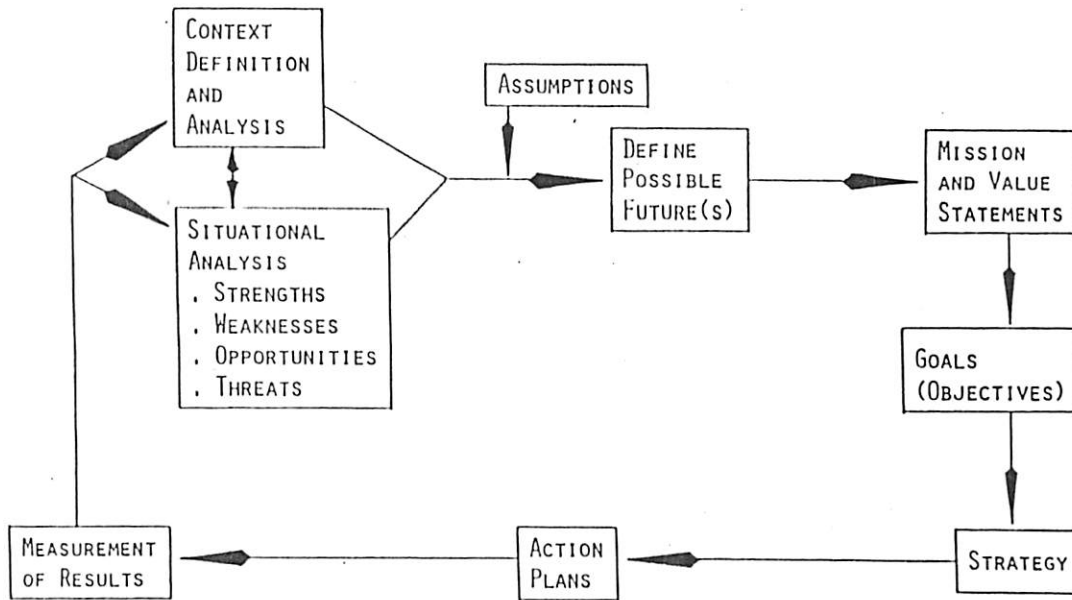 CONTEXT
DEFINITION
AND
ANALYSIS
ASSUMPTIONS
DEFINE
POSSIBLE
FUTURE(S)
MISSION
AND VALUE
STATEMENTS
SITUATIONAL
ANALYSIS
. STRENGTHS
. WEAKNESSES
. OPPORTUNITIES
. THREATS
GOALS
(OBJECTIVES)
STRATEGY
ACTION
PLANS
MEASUREMENT
OF RESULTS